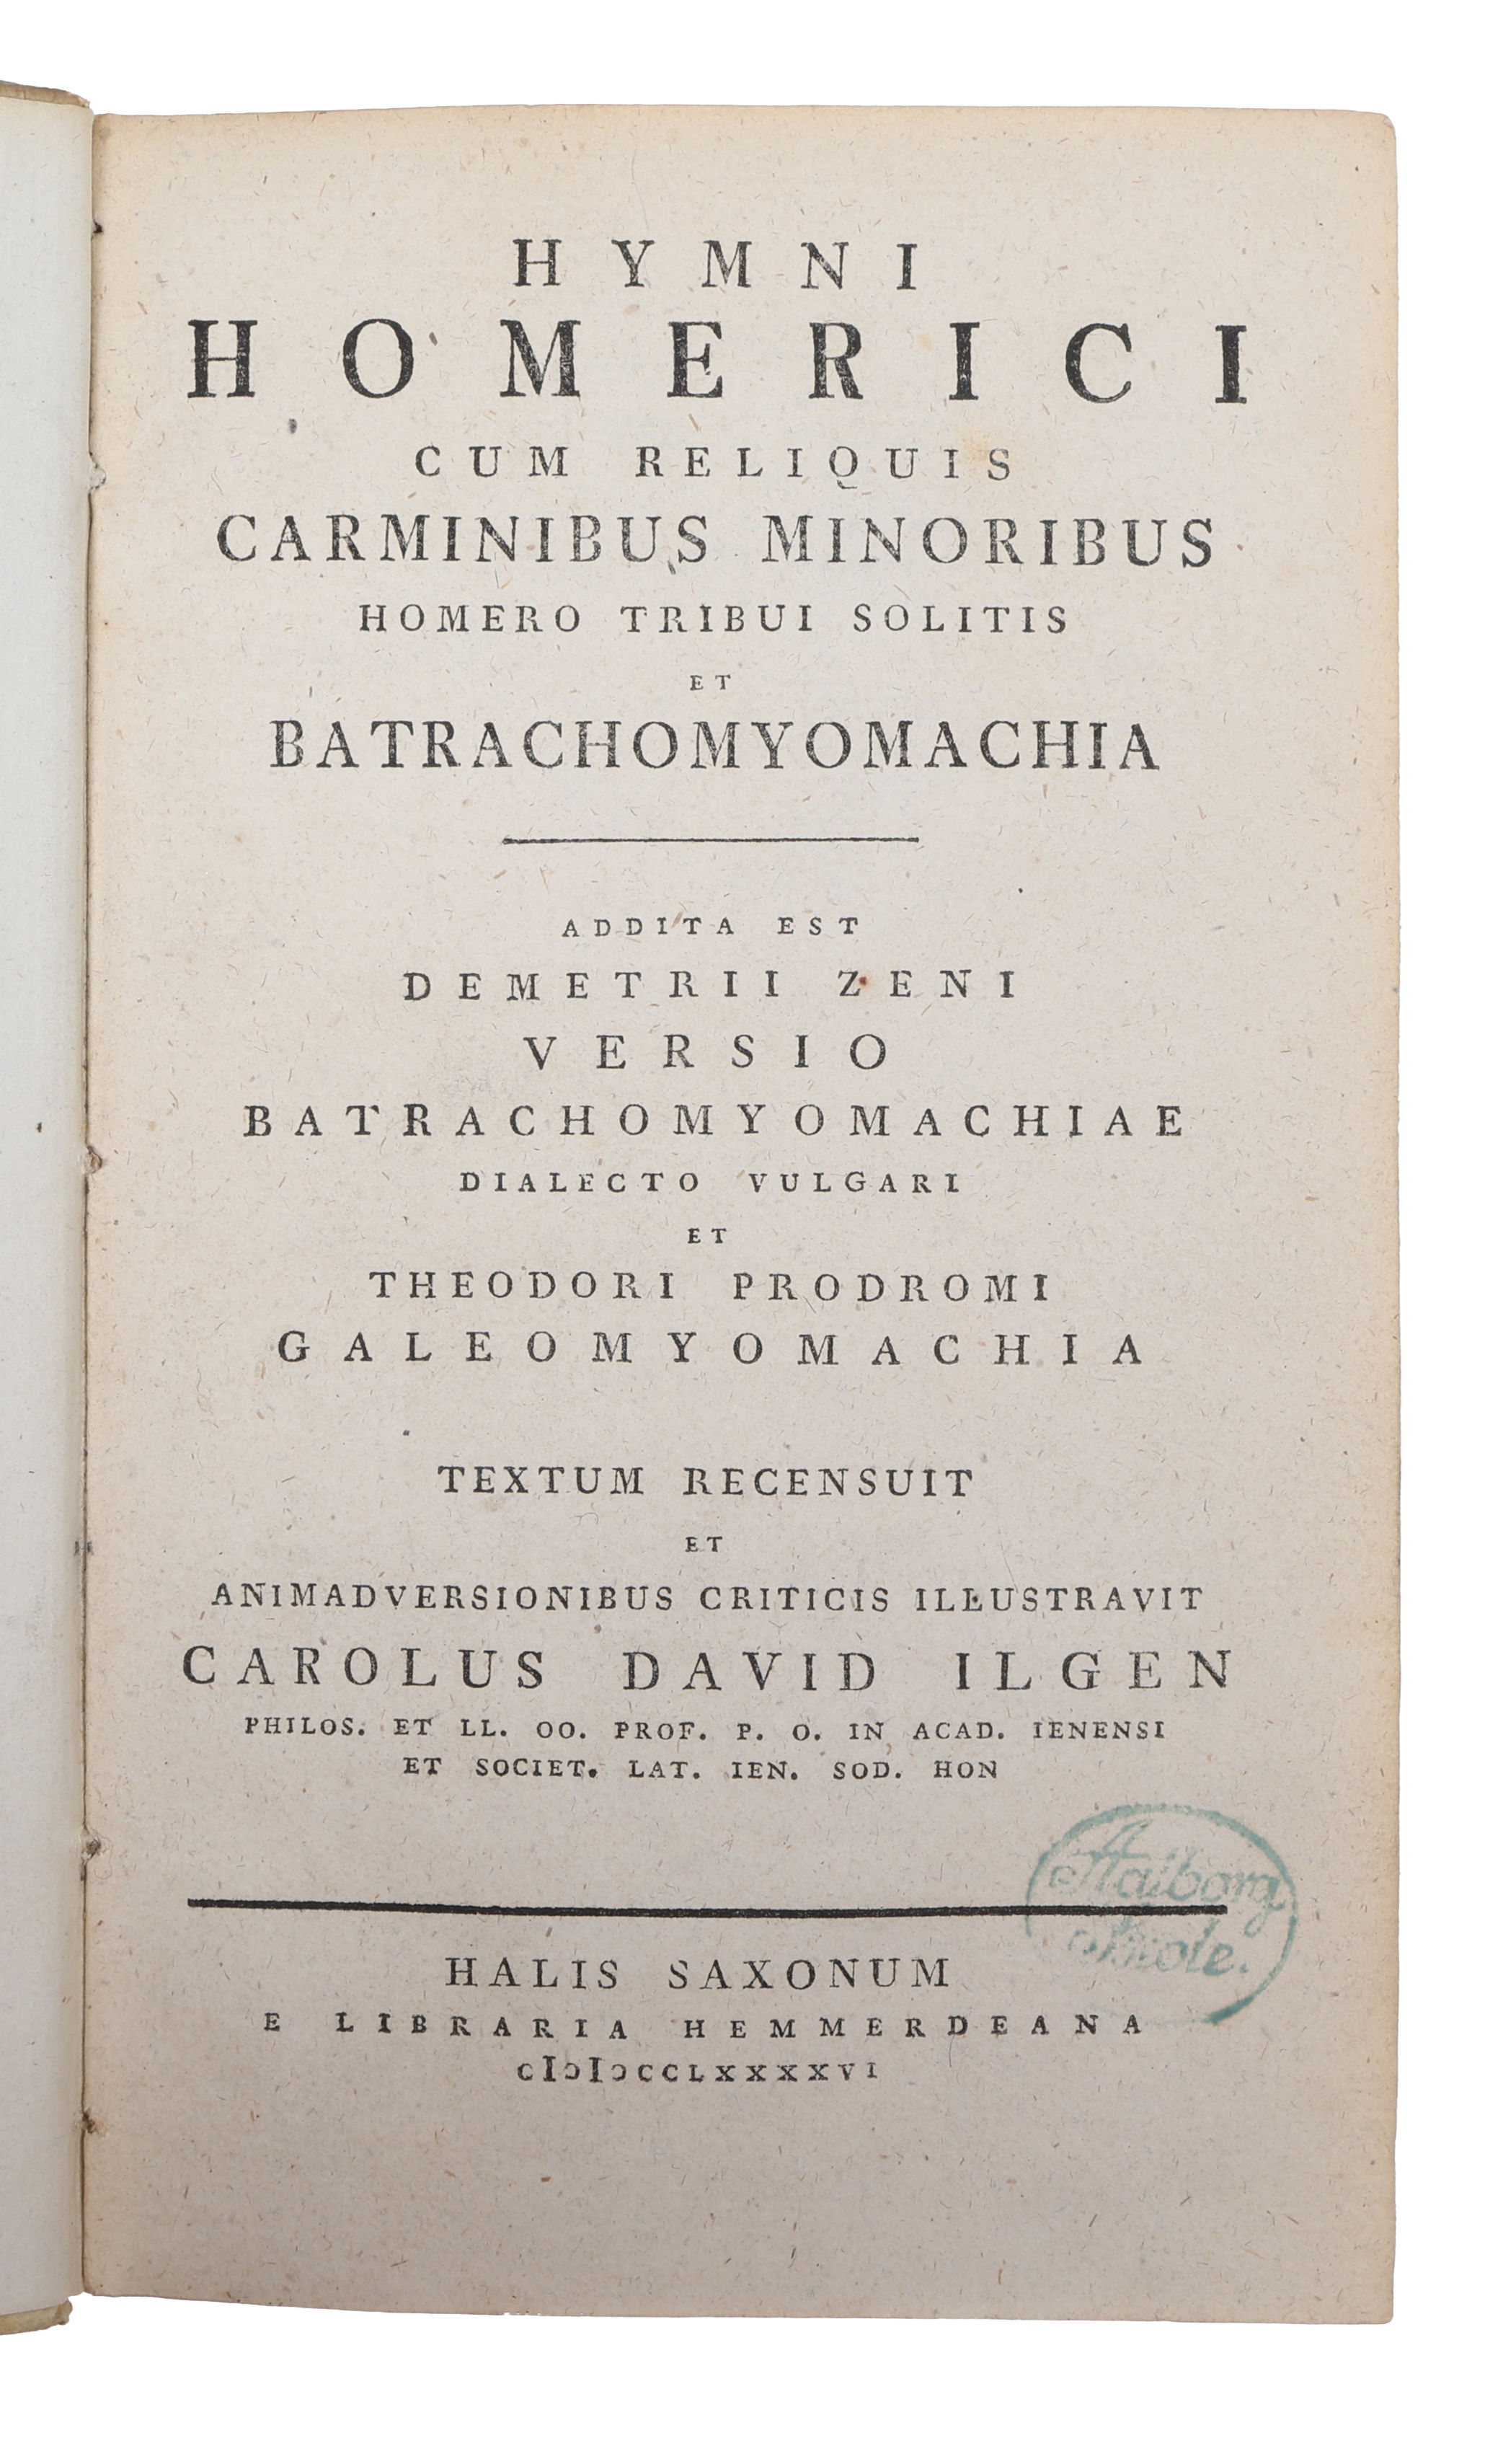 HYMNI
HOMERICI
CUM RELIQUIS
CARMINIBUS MINORIBUS
HOMERO TRIBUI SOLITIS
ET
BATRACHOMYOMACHIA
ADDITA EST
DEMETRII ZENI
VERSIO
BATRACHOMYOMACHIAE
DIALECTO VULGARI
ET
THEODORI PRODROMI
GALEOMYOMACHIA
TEXTUM RECENSUIT
ET
ANIMADVERSIONIBUS CRITICIS ILLUSTRAVIT
CAROLUS DAVID ILGEN
PHILOS. ET LL. OO. PROF. P. O. IN ACAD. IENENSI
ET SOCIET. LAT. IEN. SOD. HON
Aalborg
Skole.
HALIS SAXONUM
E LIBRARIA HEMMERDEANA
cIↄIↄCCLXXXXVI